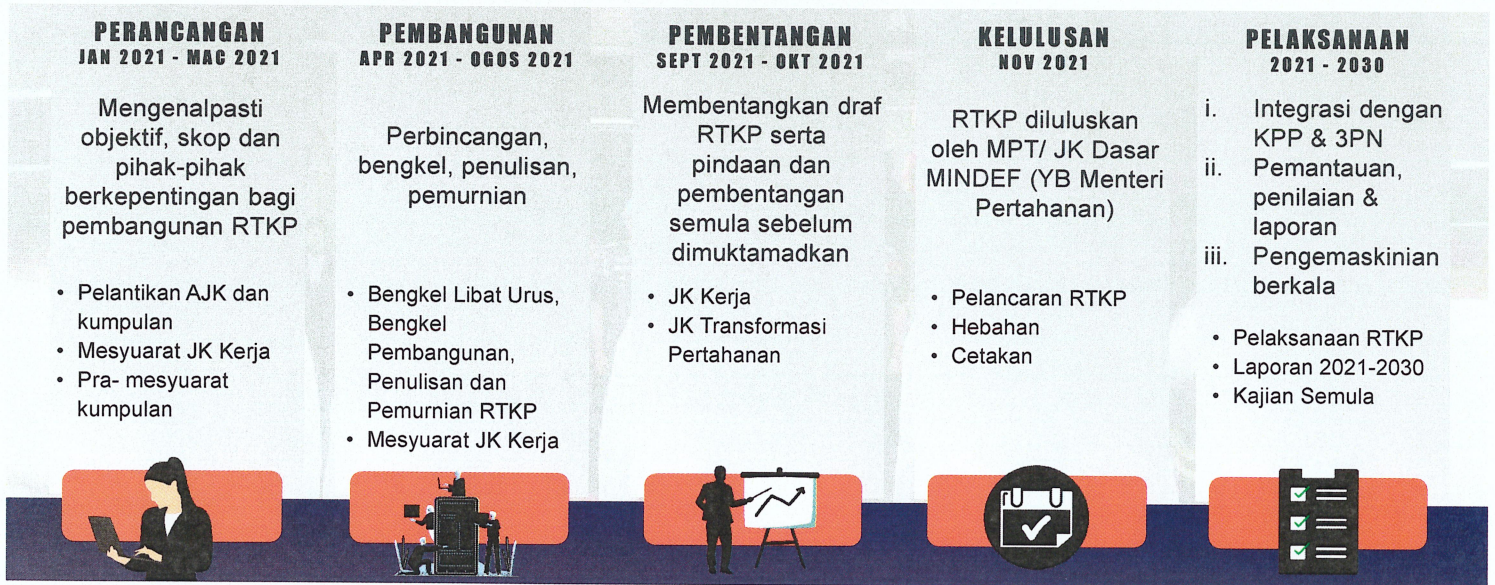 PERANCANGAN
JAN 2021 - MAC 2021
Mengenalpasti
objektif, skop dan
pihak-pihak
berkepentingan bagi
pembangunan RTKP
• Pelantikan AJK dan
kumpulan
• Mesyuarat JK Kerja
• Pra- mesyuarat
kumpulan
PEMBANGUNAN
APR 2021 - OGOS 2021
Perbincangan,
bengkel, penulisan,
pemurnian
• Bengkel Libat Urus,
Bengkel
Pembangunan,
Penulisan dan
Pemurnian RTKP
• Mesyuarat JK Kerja
PEMBENTANGAN
SEPT 2021 - OKT 2021
Membentangkan draf
RTKP serta
pindaan dan
pembentangan
semula sebelum
dimuktamadkan
• JK Kerja
• JK Transformasi
Pertahanan
KELULUSAN
NOV 2021
RTKP diluluskan
oleh MPT/ JK Dasar
MINDEF (YB Menteri
Pertahanan)
• Pelancaran RTKP
• Hebahan
• Cetakan
PELAKSANAAN
2021 - 2030
i. Integrasi dengan
KPP & 3PN
ii. Pemantauan,
penilaian &
laporan
iii. Pengemaskinian
berkala
• Pelaksanaan RTKP
• Laporan 2021-2030
• Kajian Semula